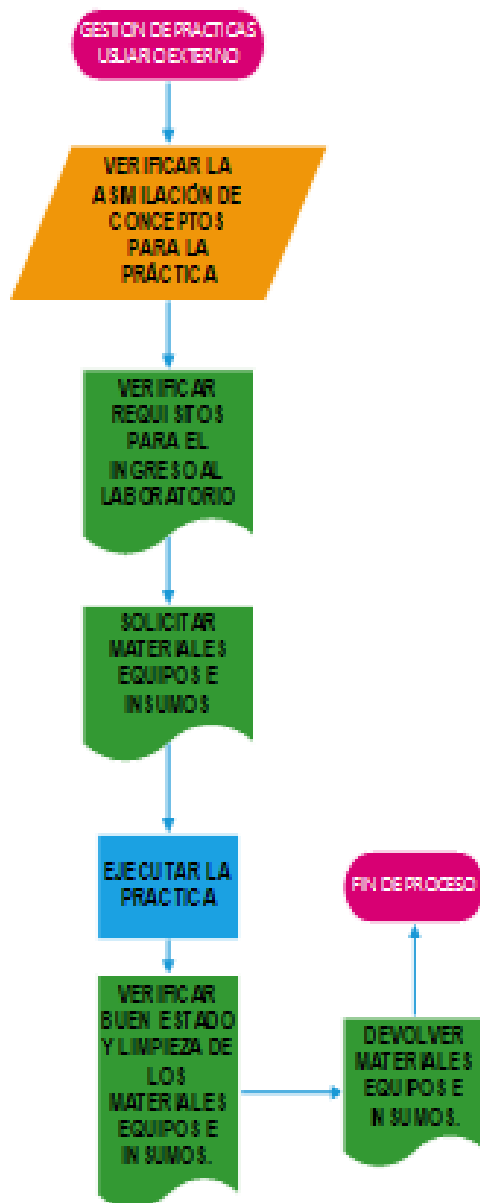 GESTION DE PRACTICAS
USUARIO EXTERNO
VERIFICAR LA
ASMILACIÓN DE
CONCEPTOS
PARA LA
PRÁCTICA
VERIFICAR
REQUISTOS
PARA EL
INGRESO AL
LABORATORIO
SOLICITAR
MATERIALES
EQUIPOS E
INSUMOS
EJECUTAR LA
PRACTICA
VERIFICAR
BUEN ESTADO
Y LIMPIEZA DE
LOS
MATERIALES
EQUIPOS E
INSUMOS.
DEVOLVER
MATERIALES
EQUIPOS E
INSUMOS.
FIN DE PROCESO